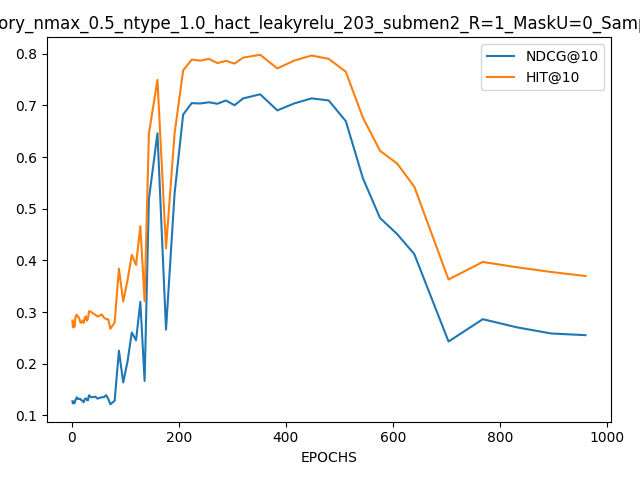 ory_nmax_0.5_ntype_1.0_hact_leakyrelu_203_submen2_R=1_MaskU=0_Samp
NDCG@10
HIT@10
0.8
0.7
0.6
0.5
0.4
0.3
0.2
0.1
0 200 400 600 800 1000
EPOCHS